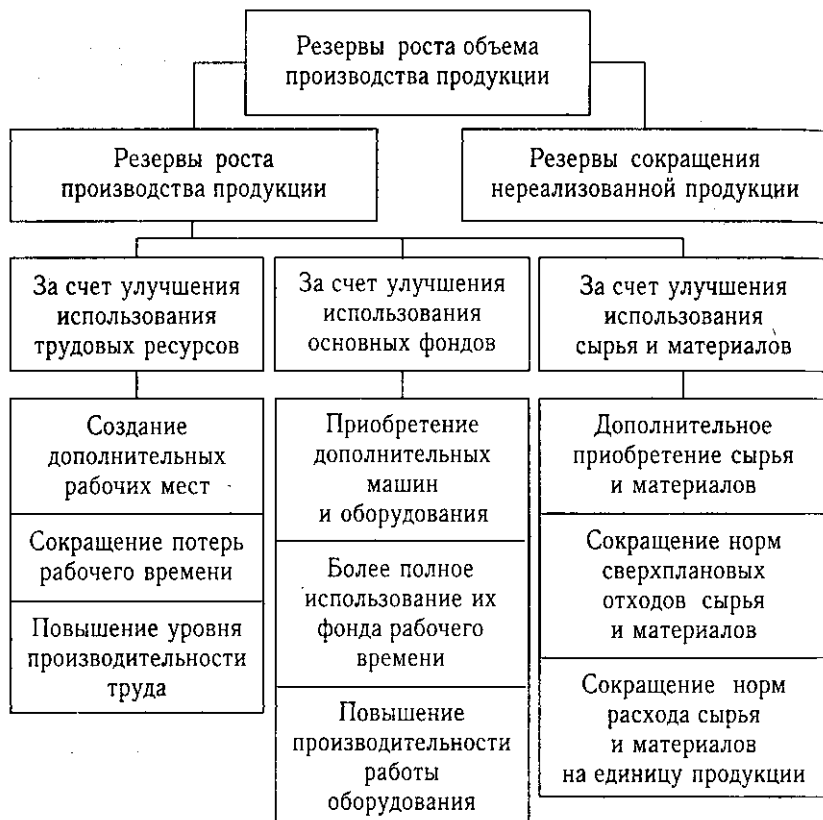 Резервы роста объема
производства продукции
Резервы роста
производства продукции
Резервы сокращения
нереализованной продукции
За счет улучшения
использования
трудовых ресурсов
За счет улучшения
использования
основных фондов
За счет улучшения
использования
сырья и материалов
Создание
дополнительных
рабочих мест
Сокращение потерь
рабочего времени
Повышение уровня
производительности
труда
Приобретение
дополнительных
машин
и оборудования
Более полное
использование их
фонда рабочего
времени
Повышение
производительности
работы
оборудования
Дополнительное
приобретение сырья
и материалов
Сокращение норм
сверхплановых
отходов сырья
и материалов
Сокращение норм
расхода сырья
и материалов
на единицу продукции